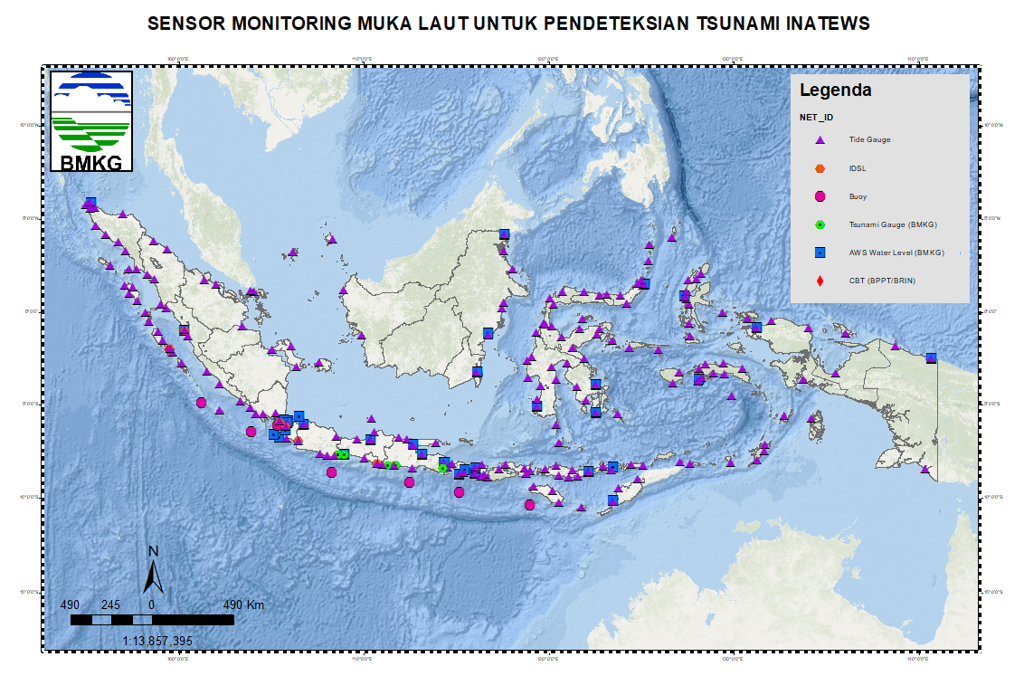 SENSOR MONITORING MUKA LAUT UNTUK PENDETEKSIAN TSUNAMI INATEWS
BMKG
Legenda
NET_ID
Tide Gauge
IDSL
Buoy
Tsunami Gauge (BMKG)
AWS Water Level (BMKG)
CBT (BPPT/BRIN)
N
490 245 0 490 Km
1:13,857,395